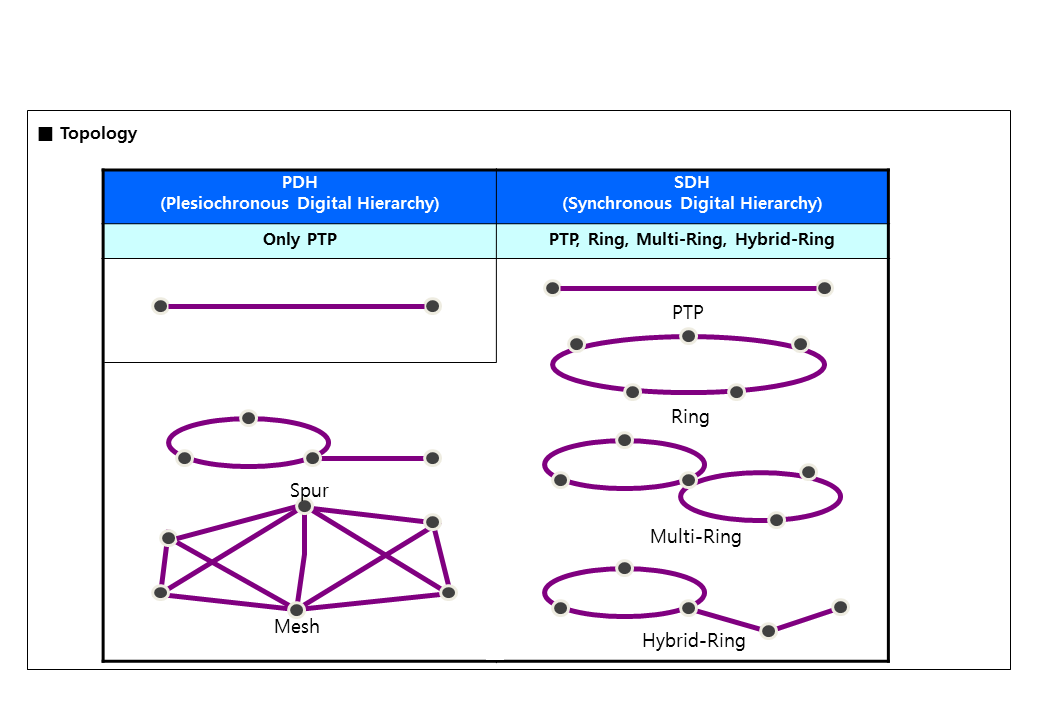 ■ Topology
PDH
(Plesiochronous Digital Hierarchy)
SDH
(Synchronous Digital Hierarchy)
Only PTP
PTP, Ring, Multi-Ring, Hybrid-Ring
PTP
Ring
Spur
Multi-Ring
Mesh
Hybrid-Ring